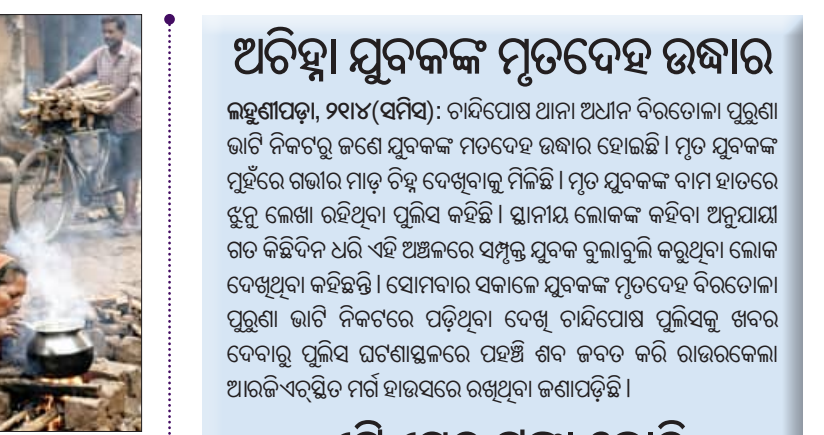 ଅଚିହ୍ନା ଯୁବକଙ୍କ ମୃତଦେହ ଉଦ୍ଧାର
ଲହୁଣୀପଡ଼ା, ୨୧।୪(ସମିସ): ଚାନ୍ଦିପୋଷ ଥାନା ଅଧୀନ ବିରତୋଳା ପୁରୁଣା
ଭାଟି ନିକଟରୁ ଜଣେ ଯୁବକଙ୍କ ମତଦେହ ଉଦ୍ଧାର ହୋଇଛି । ମୃତ ଯୁବକଙ୍କ
ମୁହଁରେ ଗଭୀର ମାଡ଼ ଚିହ୍ନ ଦେଖିବାକୁ ମିଳିଛି । ମୃତ ଯୁବକଙ୍କ ବାମ ହାତରେ
ଝୁନୁ ଲେଖା ରହିଥିବା ପୁଲିସ କହିଛି । ସ୍ଥାନୀୟ ଲୋକଙ୍କ କହିବା ଅନୁଯାୟୀ
ଗତ କିଛିଦିନ ଧରି ଏହି ଅଞ୍ଚଳରେ ସମ୍ପୃକ୍ତ ଯୁବକ ବୁଲାବୁଲି କରୁଥିବା ଲୋକ
ଦେଖିଥିବା କହିଛନ୍ତି । ସୋମବାର ସକାଳେ ଯୁବକଙ୍କ ମୃତଦେହ ବିରତୋଳା
ପୁରୁଣା ଭାଟି ନିକଟରେ ପଡ଼ିଥିବା ଦେଖି ଚାନ୍ଦିପୋଷ ପୁଲିସକୁ ଖବର
ଦେବାରୁ ପୁଲିସ ଘଟଣାସ୍ଥଳରେ ପହଞ୍ଚି ଶବ ଜବତ କରି ରାଉରକେଲା
ଆରଜିଏଚ୍‌ସ୍ଥିତ ମର୍ଗ ହାଉସରେ ରଖିଥିବା ଜଣାପଡ଼ିଛି ।